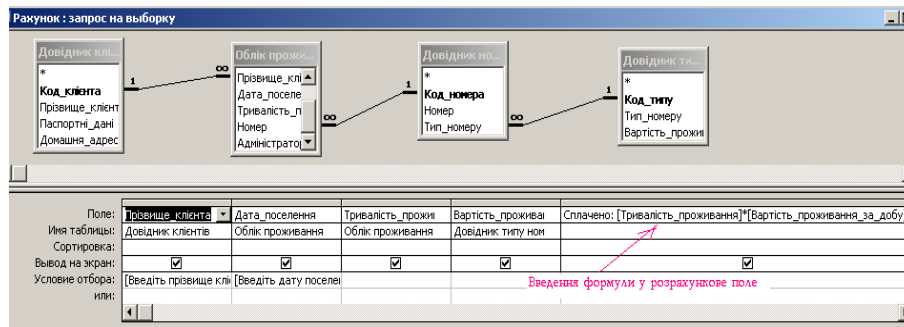 Рахунок : запрос на выборку
Довідник клі...
*
Код_клієнта
Прізвище_клієнт
Паспортні_дані
Домашня_адрес
1
∞
Облік прожи...
Прізвище_клі
Дата_поселе
Тривалість_п
Номер
Адміністрато
∞
1
Довідник но...
*
Код_номера
Номер
Тип_номеру
∞
1
Довідник ти...
*
Код_типу
Тип_номеру
Вартість_прожи
Поле: Прізвище_клієнта Дата_поселення Тривалість_прожи Вартість_проживаі Сплачено: [Тривалість_проживання]*[Вартість_проживання_за_добу]
Имя таблицы: Довідник клієнтів Облік проживання Облік проживання Довідник типу ном
Сортировка:
Вывод на экран:
Условие отбора: [Введіть прізвище клі [Введіть дату поселе
Введення формули у розрахункове поле
или: